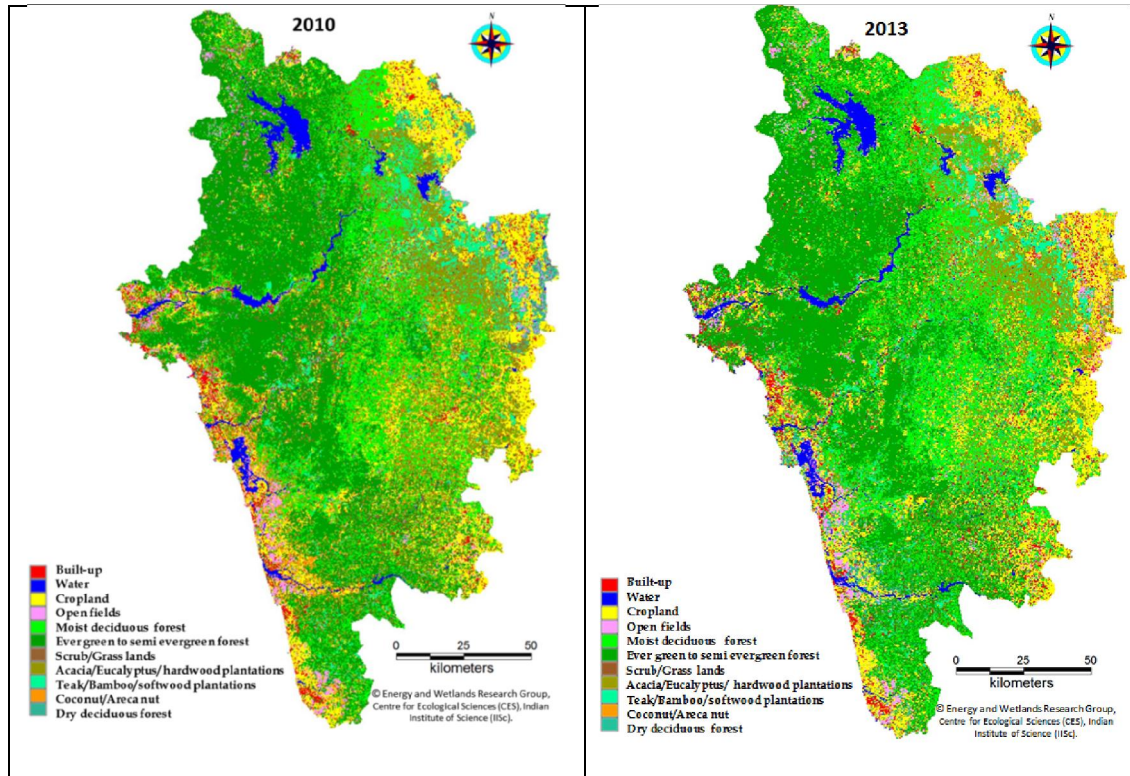 2010
N
Built-up
Water
Cropland
Open fields
Moist deciduous forest
Ever green to semi evergreen forest
Scrub/Grass lands
Acacia/Eucalyptus/hardwood plantations
Teak/Bamboo/softwood plantations
Coconut/Areca nut
Dry deciduous forest
0 25 50
kilometers
© Energy and Wetlands Research Group,
Centre for Ecological Sciences (CES), Indian
Institute of Science (IISc).
2013
N
Built-up
Water
Cropland
Open fields
Moist deciduous forest
Ever green to semi evergreen forest
Scrub/Grass lands
Acacia/Eucalyptus/ hardwood plantations
Teak/Bamboo/softwood plantations
Coconut/Areca nut
Dry deciduous forest
0 25 50
kilometers
© Energy and Wetlands Research Group,
Centre for Ecological Sciences (CES), Indian
Institute of Science (IISc).